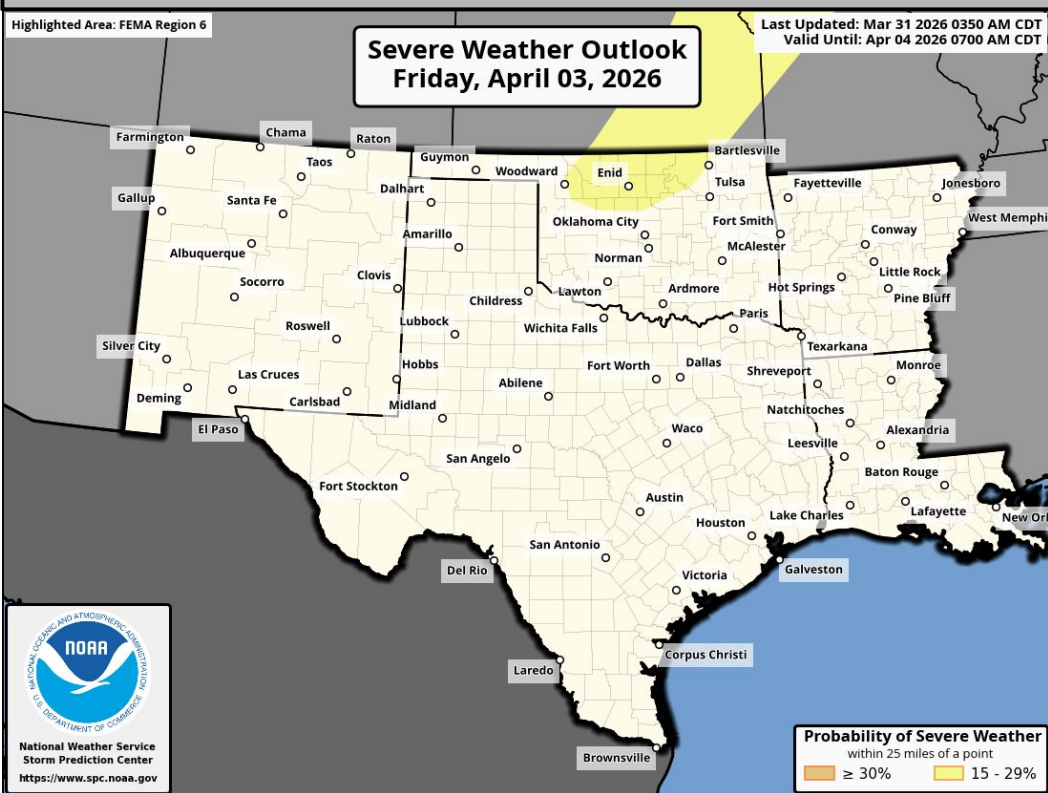 Highlighted Area: FEMA Region 6
Severe Weather Outlook
Friday, April 03, 2026
Last Updated: Mar 31 2026 0350 AM CDT
Valid Until: Apr 04 2026 0700 AM CDT
Farmington
Chama
Raton
Taos
Guymon
Woodward
Enid
Bartlesville
Tulsa
Fayetteville
Jonesboro
Gallup
Santa Fe
Dalhart
Oklahoma City
Fort Smith
West Memphi
Albuquerque
Amarillo
Norman
McAlester
Conway
Socorro
Clovis
Childress
Lawton
Ardmore
Hot Springs
Little Rock
Pine Bluff
Roswell
Lubbock
Wichita Falls
Paris
Texarkana
Silver City
Las Cruces
Hobbs
Abilene
Fort Worth
Dallas
Shreveport
Monroe
Deming
Carlsbad
Midland
Natchitoches
El Paso
San Angelo
Waco
Leesville
Alexandria
Fort Stockton
Austin
Baton Rouge
Houston
Lake Charles
Lafayette
New Orl
Del Rio
San Antonio
Victoria
Galveston
Laredo
Corpus Christi
Brownsville
NATIONAL OCEANIC AND ATMOSPHERIC ADMINISTRATION
NOAA
U.S. DEPARTMENT OF COMMERCE
National Weather Service
Storm Prediction Center
https://www.spc.noaa.gov
Probability of Severe Weather
within 25 miles of a point
≥ 30%
15 - 29%